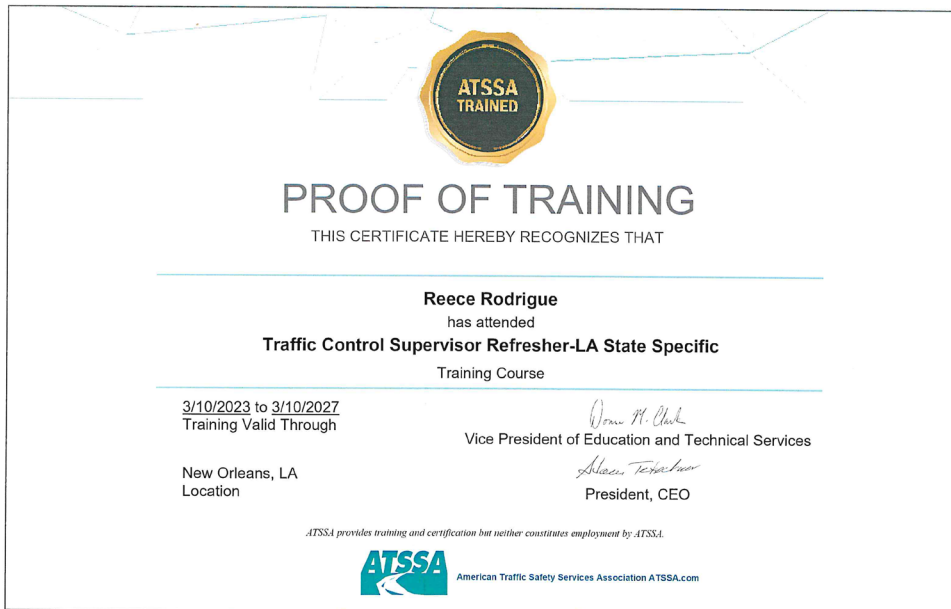 ATSSA
TRAINED
PROOF OF TRAINING
THIS CERTIFICATE HEREBY RECOGNIZES THAT
Reece Rodrigue
has attended
Traffic Control Supervisor Refresher-LA State Specific
Training Course
3/10/2023 to 3/10/2027
Training Valid Through
New Orleans, LA
Location
Donna M. Clark
Vice President of Education and Technical Services
President, CEO
ATSSA provides training and certification but neither constitutes employment by ATSSA.
ATSSA
American Traffic Safety Services Association ATSSA.com